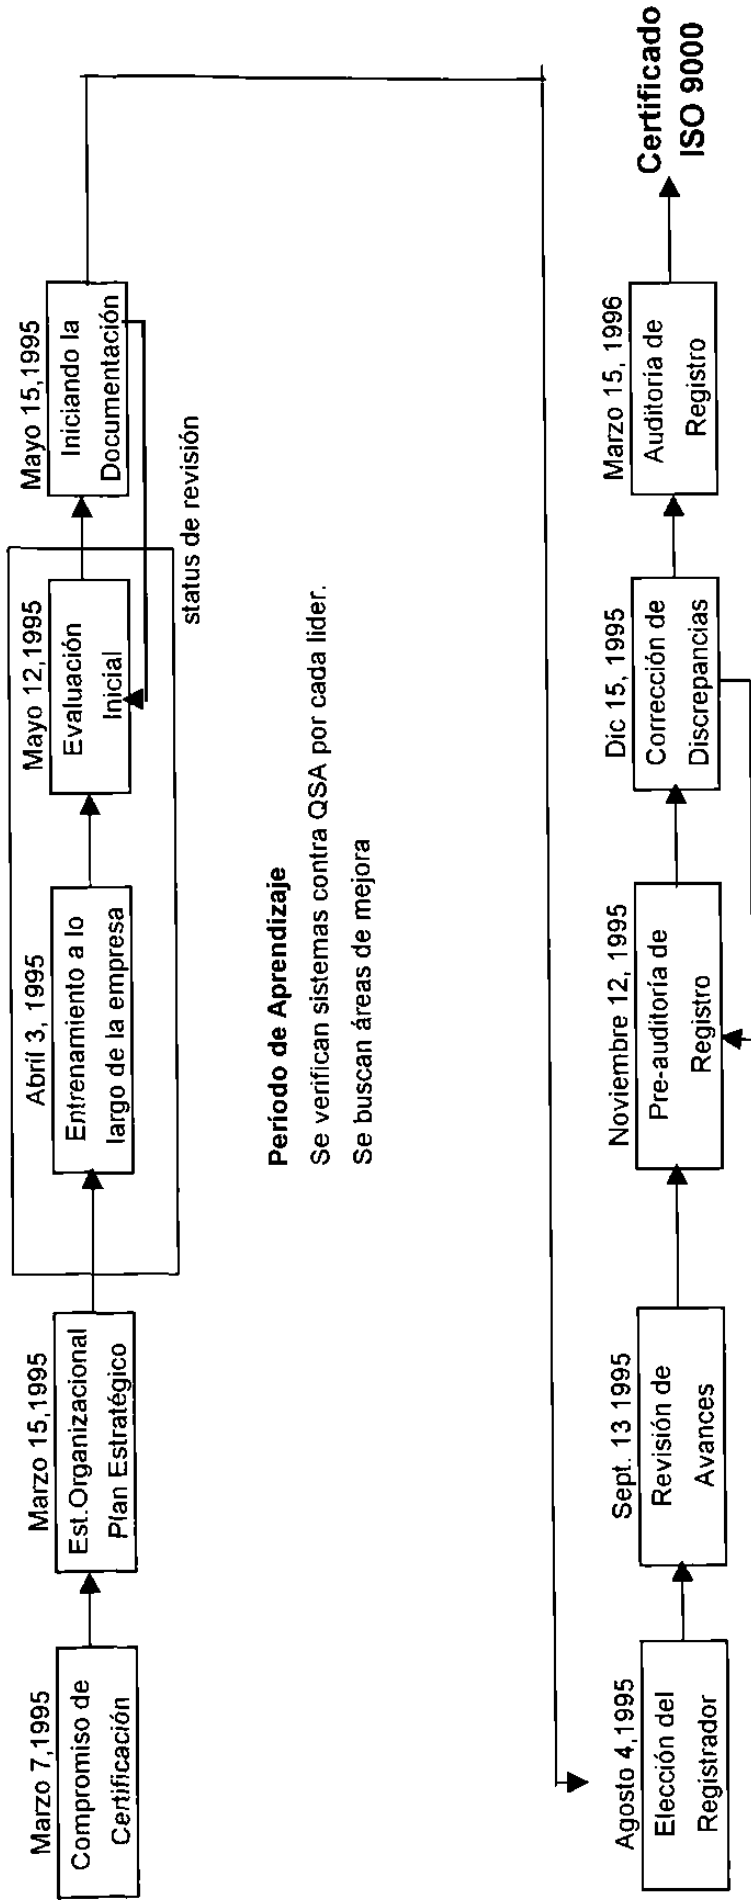 Marzo 7,1995
Compromiso de
Certificación
Marzo 15,1995
Est.Organizacional
Plan Estratégico
Abril 3, 1995
Entrenamiento a lo
largo de la empresa
Mayo 12,1995
Evaluación
Inicial
Mayo 15,1995
Iniciando la
Documentación
status de revisión
Período de Aprendizaje
Se verifican sistemas contra QSA por cada lider.
Se buscan áreas de mejora
Agosto 4,1995
Elección del
Registrador
Sept. 13 1995
Revisión de
Avances
Noviembre 12, 1995
Pre-auditoría de
Registro
Dic 15, 1995
Corrección de
Discrepancias
Marzo 15, 1996
Auditoría de
Registro
Certificado
ISO 9000